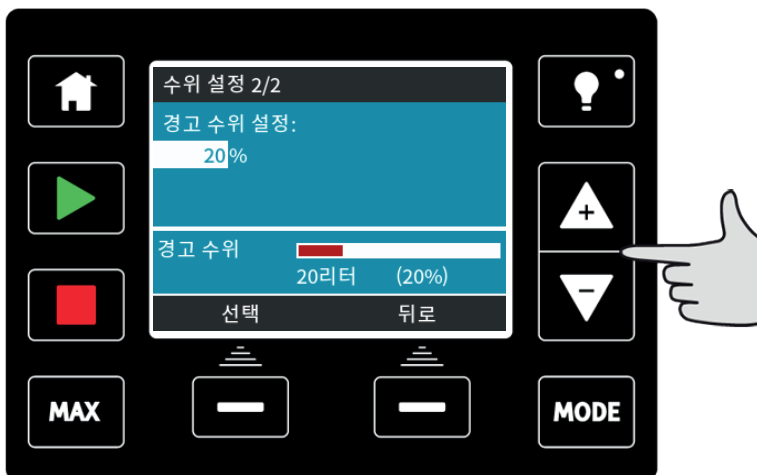 수위 설정 2/2
경고 수위 설정:
20%
경고 수위
20리터 (20%)
선택 뒤로
+
−
MAX
MODE